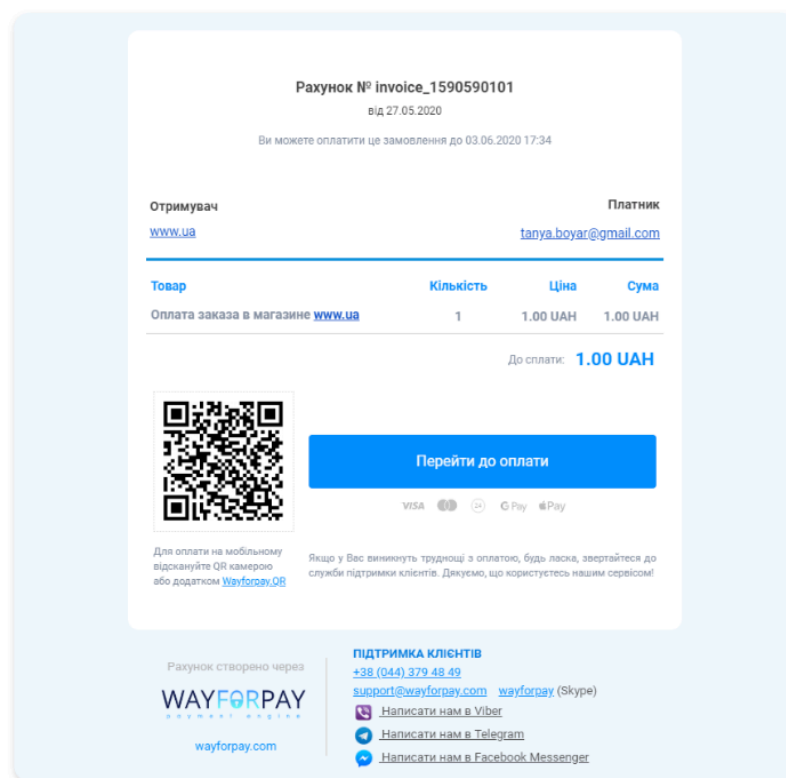 Рахунок № invoice_1590590101
від 27.05.2020
Ви можете оплатити це замовлення до 03.06.2020 17:34
Отримувач Платник
www.ua tanya.boyar@gmail.com
Товар Кількість Ціна Сума
Оплата заказа в магазине www.ua 1 1.00 UAH 1.00 UAH
До сплати: 1.00 UAH
Перейти до оплати
VISA 24 G Pay Pay
Для оплати на мобільному
відскануйте QR камерою
або додатком Wayforpay.QR
Якщо у Вас виникнуть труднощі з оплатою, будь ласка, звертайтеся до
служби підтримки клієнтів. Дякуємо, що користуєтесь нашим сервісом!
Рахунок створено через
WAYFORPAY
payment engine
wayforpay.com
ПІДТРИМКА КЛІЄНТІВ
+38 (044) 379 48 49
support@wayforpay.com wayforpay (Skype)
Написати нам в Viber
Написати нам в Telegram
Написати нам в Facebook Messenger